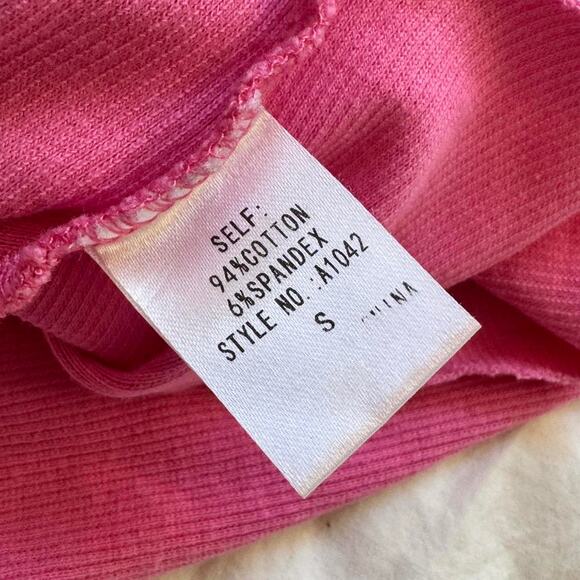 SELF:
94%COTTON
6%SPANDEX
STYLE NO.:A1042
S